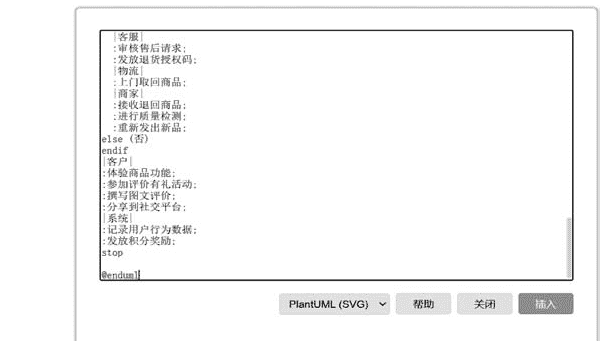 |客服|
:审核售后请求;
:发放退货授权码;
|物流|
:上门取回商品;
|商家|
:接收退回商品;
:进行质量检测;
:重新发出新品;
else (否)
endif
|客户|
:体验商品功能;
:参加评价有礼活动;
:撰写图文评价;
:分享到社交平台;
|系统|
:记录用户行为数据;
:发放积分奖励;
stop
@enduml
PlantUML (SVG) 帮助 关闭 插入